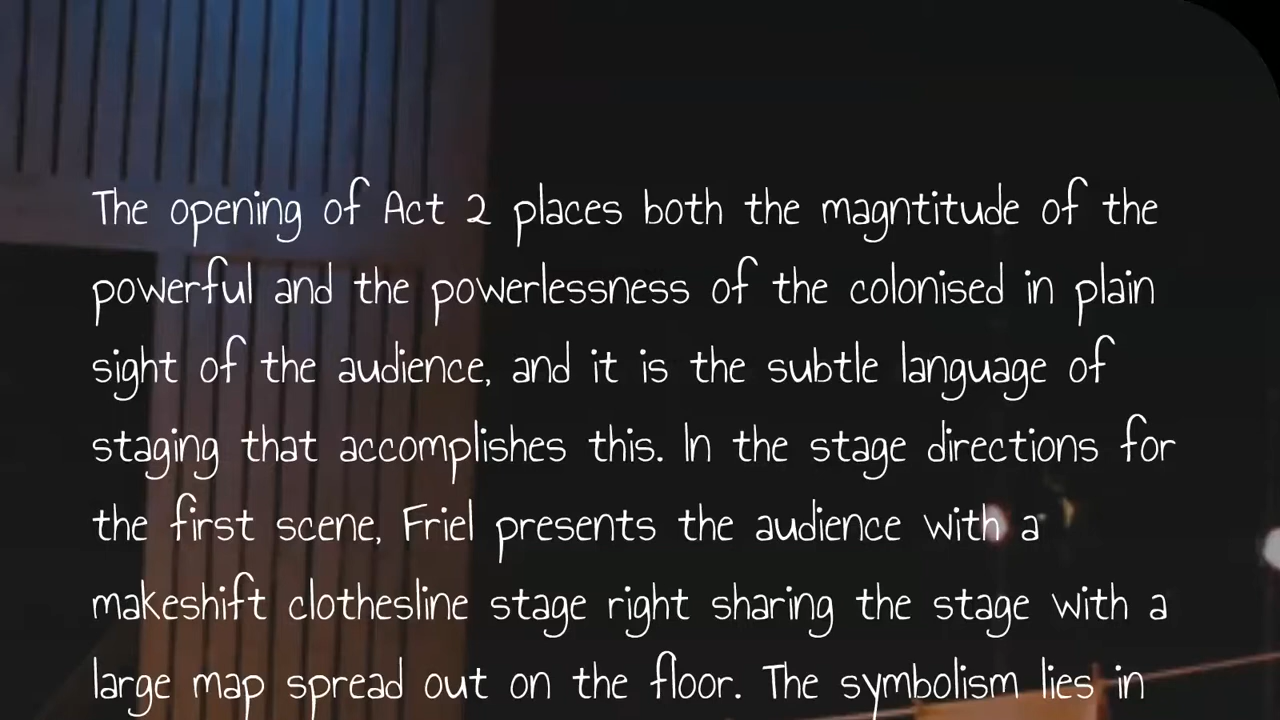 The opening of Act 2 places both the magntitude of the
powerful and the powerlessness of the colonised in plain
sight of the audience, and it is the subtle language of
staging that accomplishes this. In the stage directions for
the first scene, Friel presents the audience with a
makeshift clothesline stage right sharing the stage with a
large map spread out on the floor. The symbolism lies in